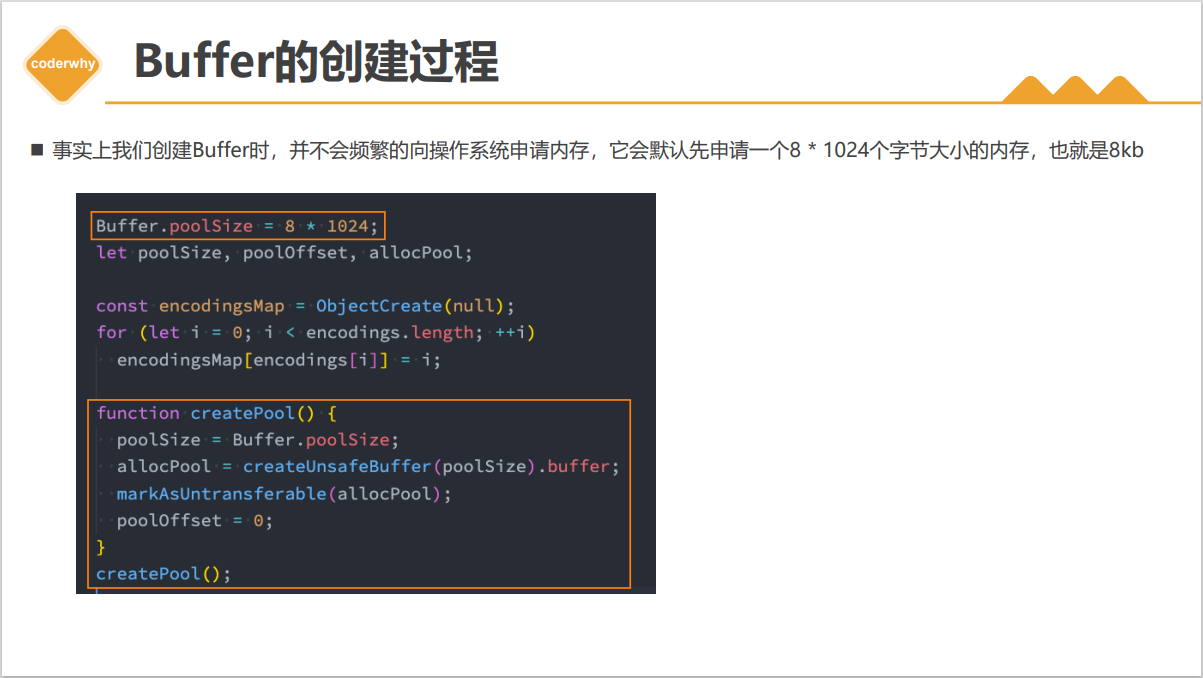 coderwhy
Buffer的创建过程
■ 事实上我们创建Buffer时，并不会频繁的向操作系统申请内存，它会默认先申请一个8 * 1024个字节大小的内存，也就是8kb
Buffer.poolSize = 8 * 1024;
let poolSize, poolOffset, allocPool;
const encodingsMap = ObjectCreate(null);
for (let i = 0; i < encodings.length; ++i)
  encodingsMap[encodings[i]] = i;
function createPool() {
  poolSize = Buffer.poolSize;
  allocPool = createUnsafeBuffer(poolSize).buffer;
  markAsUntransferable(allocPool);
  poolOffset = 0;
}
createPool();